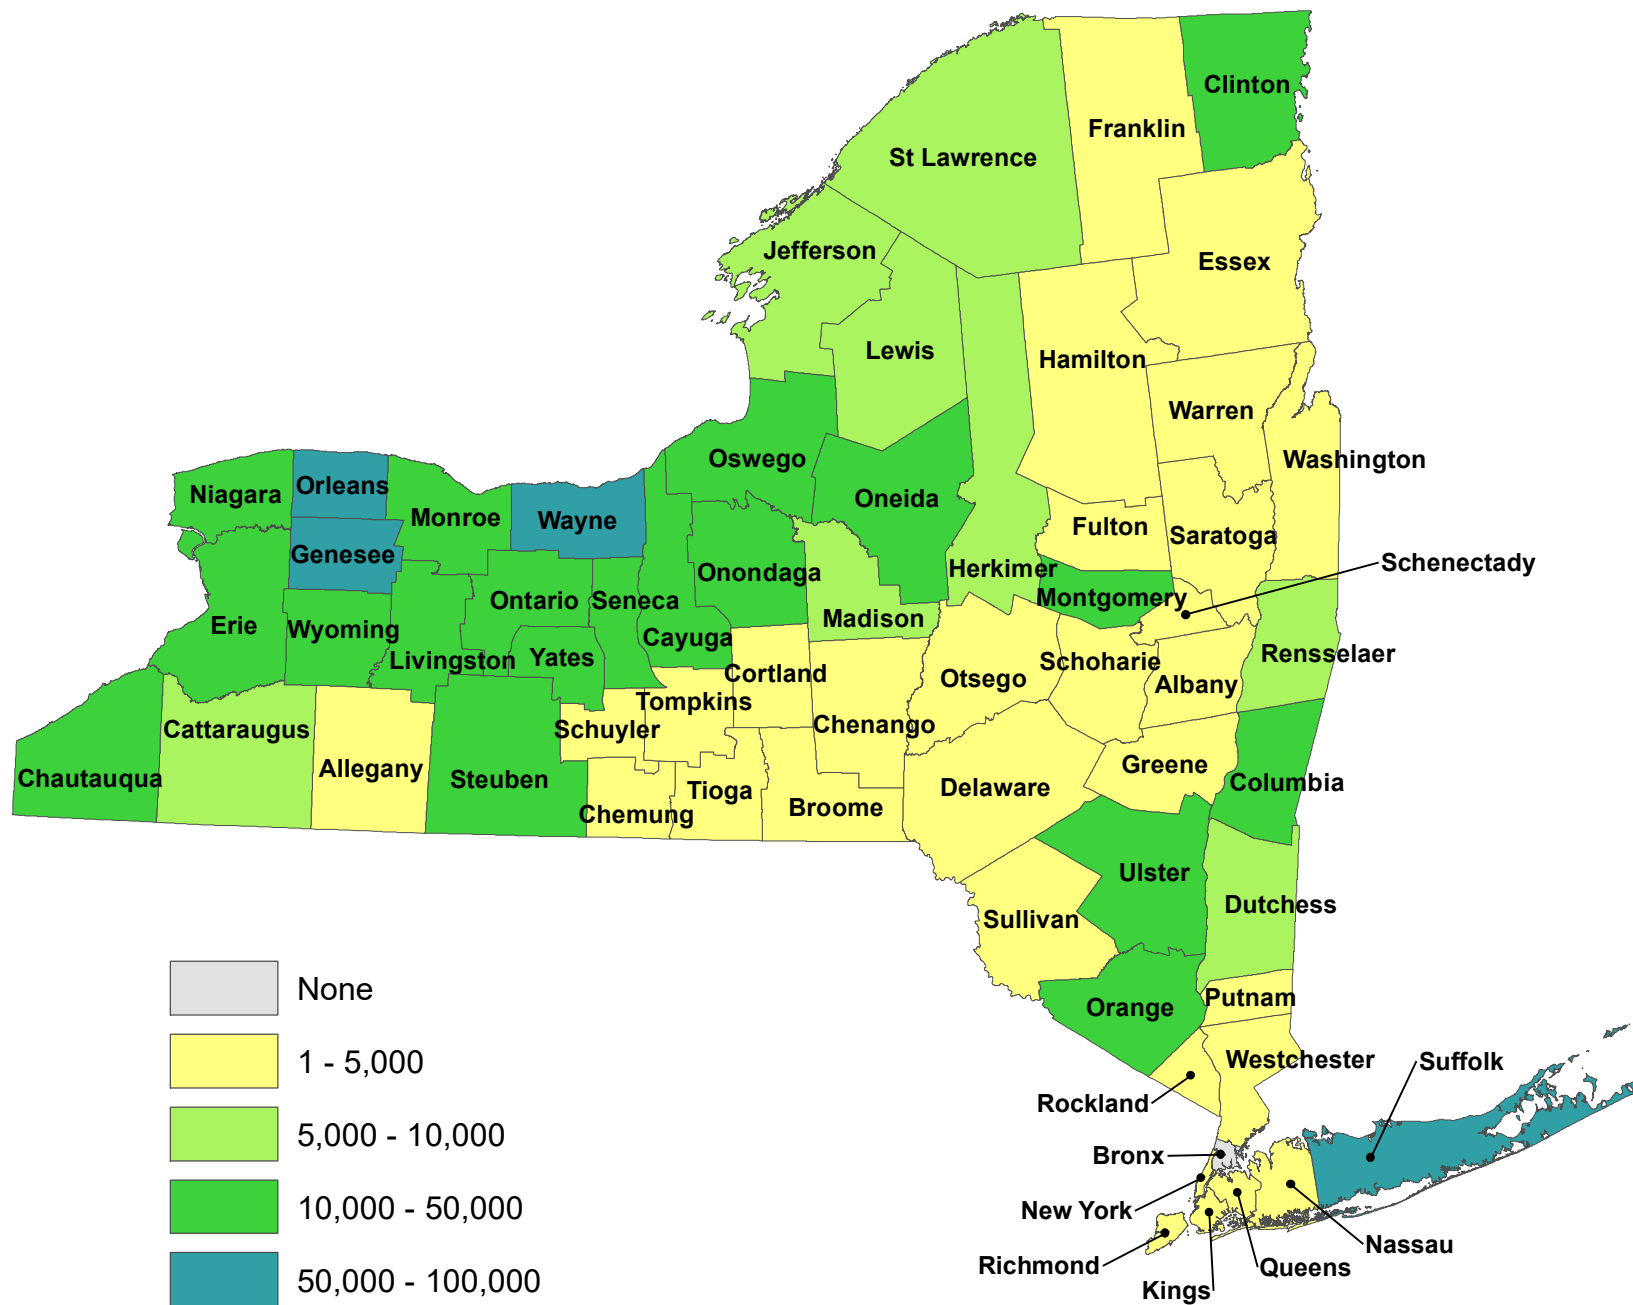 Clinton
Franklin
St Lawrence
Jefferson
Essex
Lewis
Hamilton
Warren
Washington
Oswego
Orleans
Niagara
Oneida
Monroe
Wayne
Fulton
Saratoga
Genesee
Schenectady
Herkimer
Onondaga
Montgomery
Ontario
Seneca
Madison
Erie
Wyoming
Cayuga
Rensselaer
Livingston
Yates
Schoharie
Cortland
Otsego
Albany
Tompkins
Chenango
Cattaraugus
Schuyler
Allegany
Greene
Chautauqua
Steuben
Columbia
Delaware
Tioga
Broome
Chemung
Ulster
Dutchess
Sullivan
Putnam
Orange
Westchester
Suffolk
Rockland
Bronx
New York
Nassau
Richmond
Queens
Kings
None
1 - 5,000
5,000 - 10,000
10,000 - 50,000
50,000 - 100,000